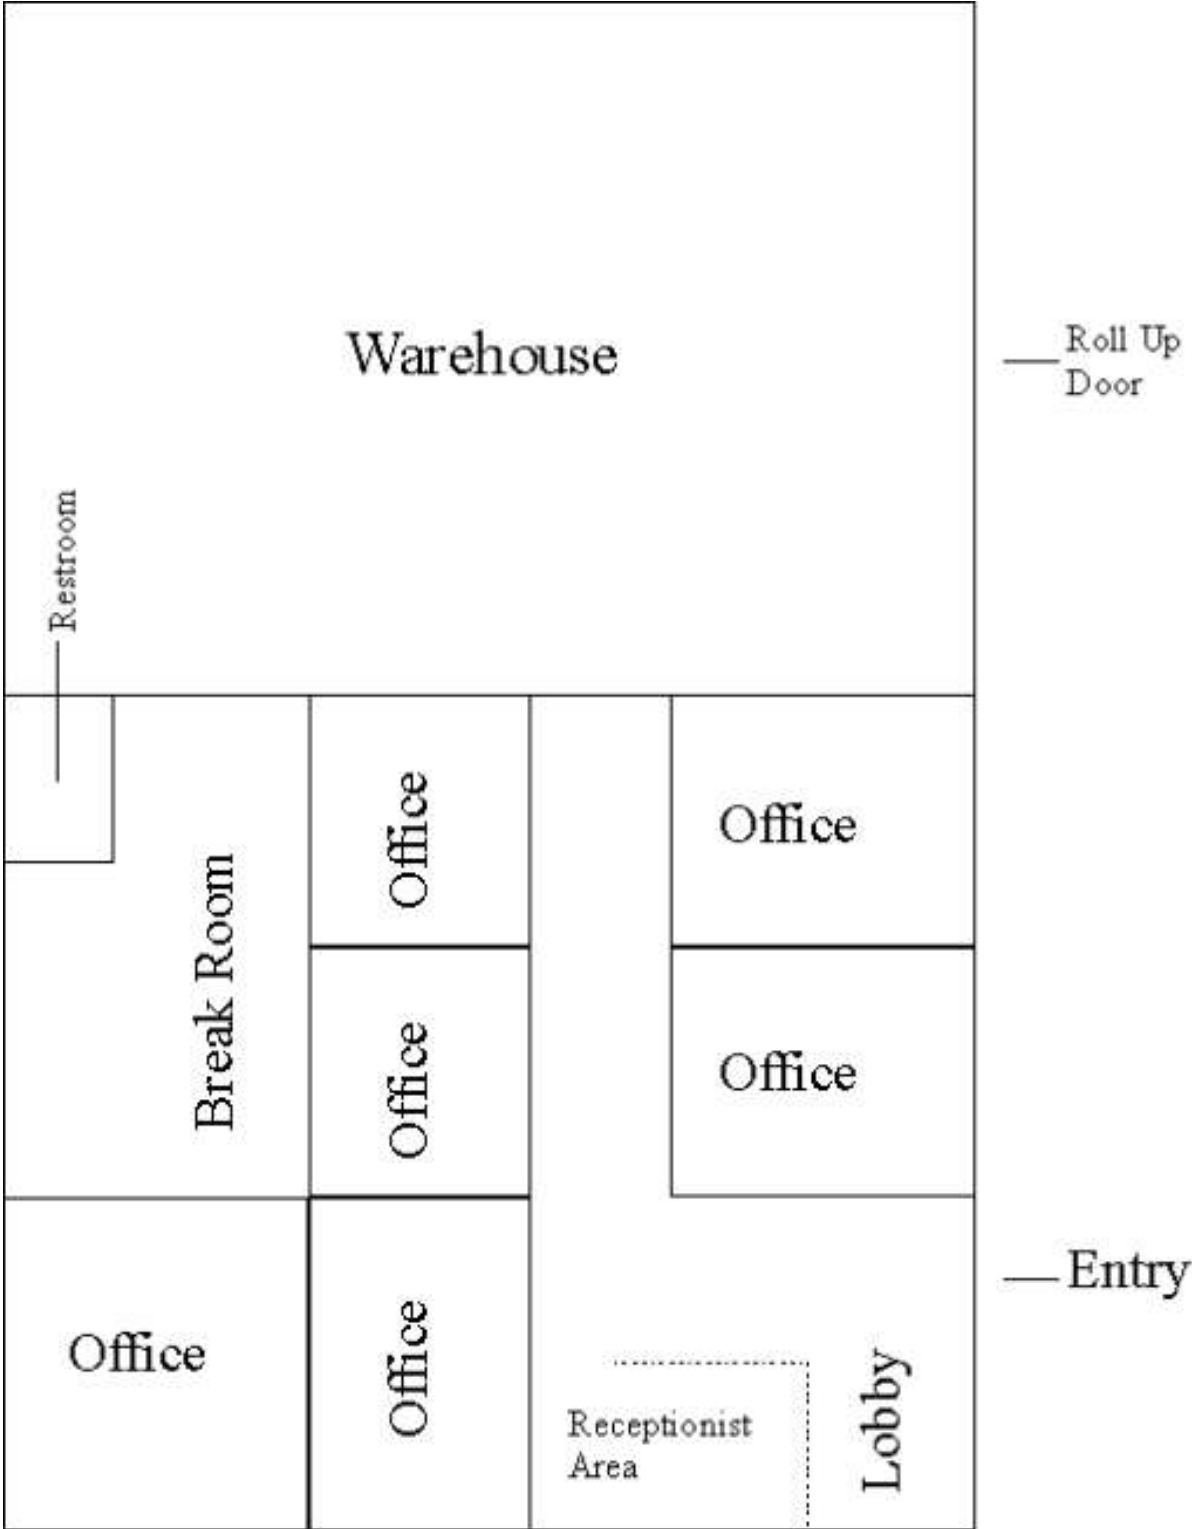 Warehouse
Roll Up
Door
Restroom
Office
Office
Break Room
Office
Office
Entry
Office
Office
Receptionist
Area
Lobby